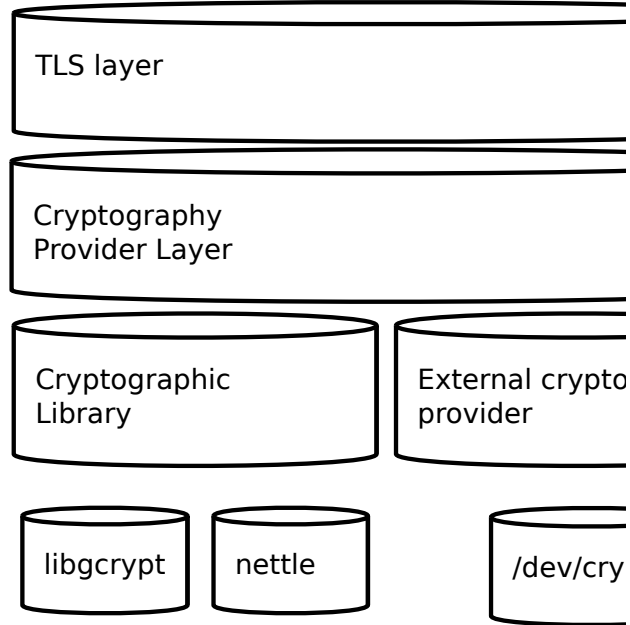 TLS layer
Cryptography
Provider Layer
Cryptographic
Library
External crypto
provider
libgcrypt
nettle
/dev/cry